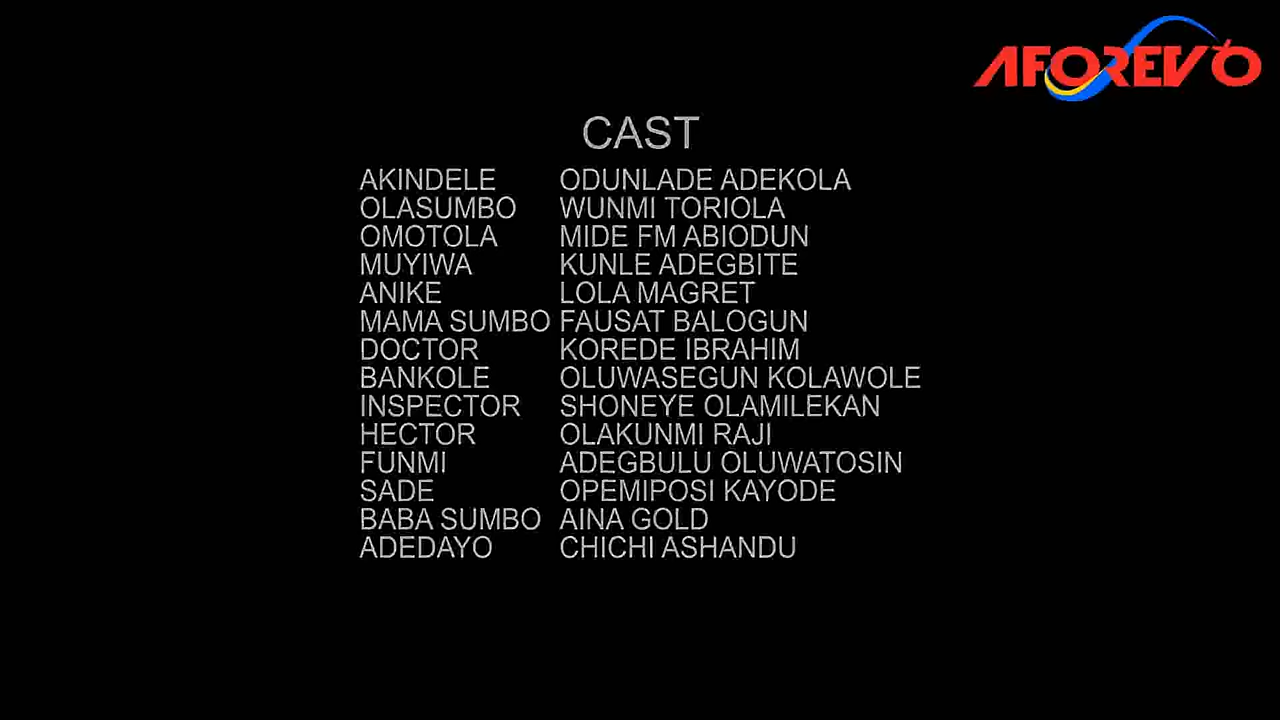 AFOREVO
CAST
AKINDELE ODUNLADE ADEKOLA
OLASUMBO WUNMI TORIOLA
OMOTOLA MIDE FM ABIODUN
MUYIWA KUNLE ADEGBITE
ANIKE LOLA MAGRET
MAMA SUMBO FAUSAT BALOGUN
DOCTOR KOREDE IBRAHIM
BANKOLE OLUWASEGUN KOLAWOLE
INSPECTOR SHONEYE OLAMILEKAN
HECTOR OLAKUNMI RAJI
FUNMI ADEGBULU OLUWATOSIN
SADE OPEMIPOSI KAYODE
BABA SUMBO AINA GOLD
ADEDAYO CHICHI ASHANDU